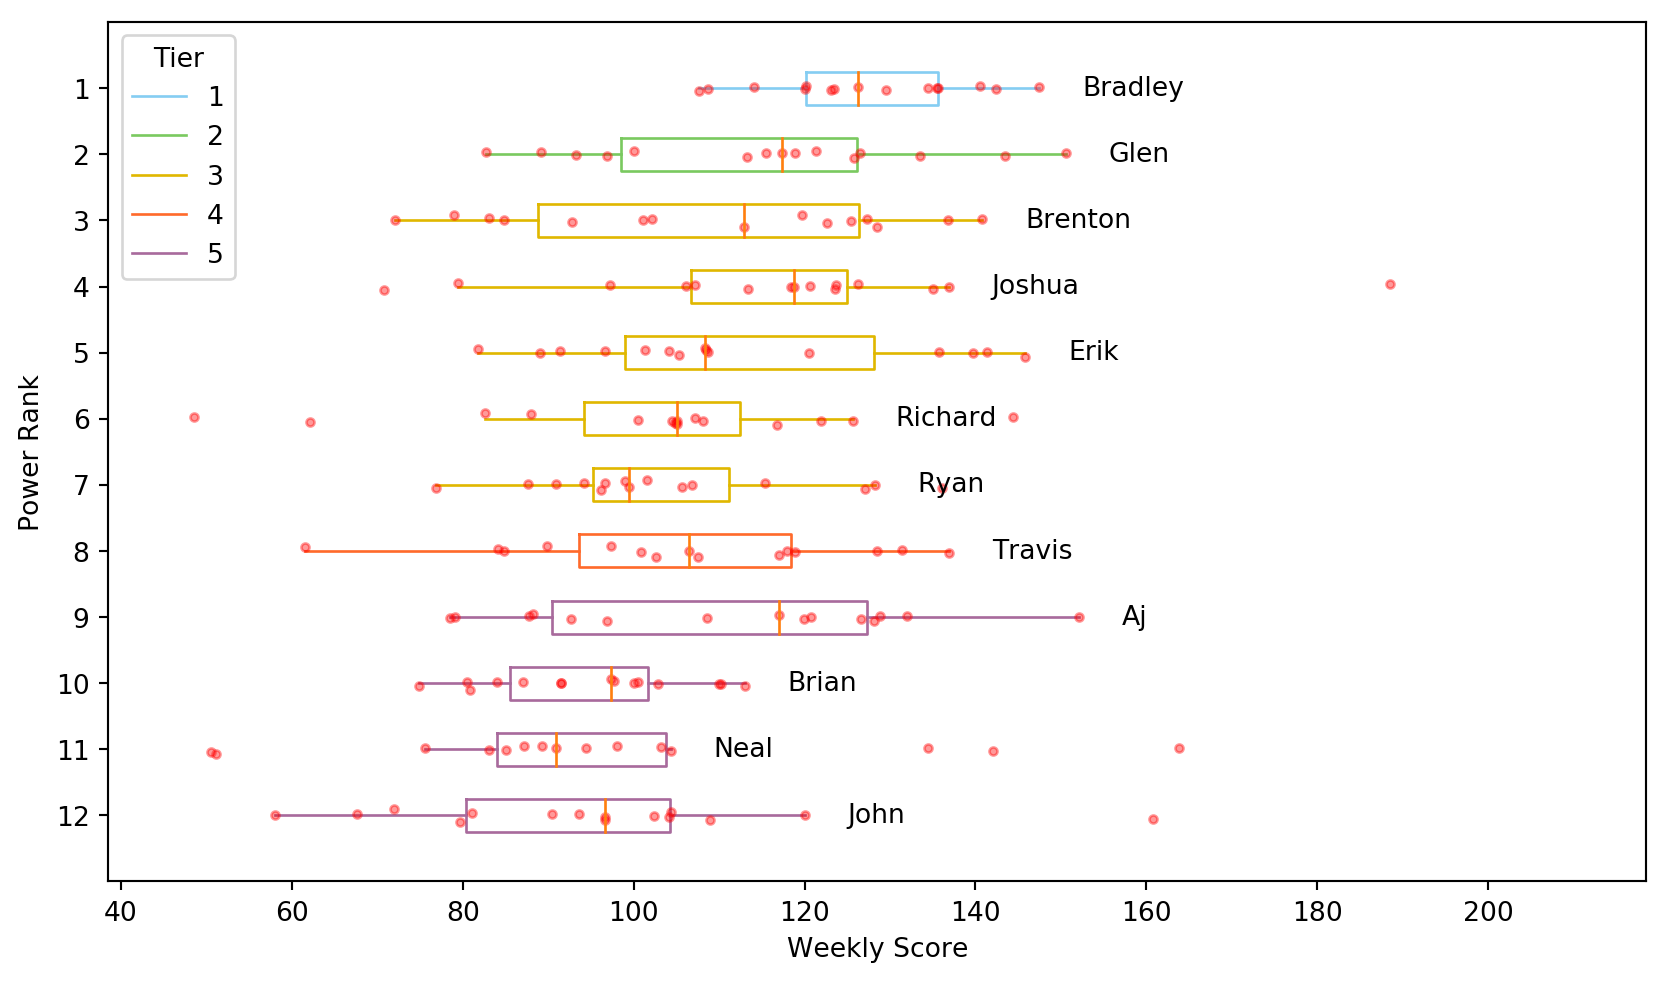 Tier
1
2
3
4
5
1
Bradley
2
Glen
3
Brenton
4
Joshua
5
Erik
6
Richard
7
Ryan
8
Travis
9
Aj
10
Brian
11
Neal
12
John
Power Rank
40 60 80 100 120 140 160 180 200
Weekly Score